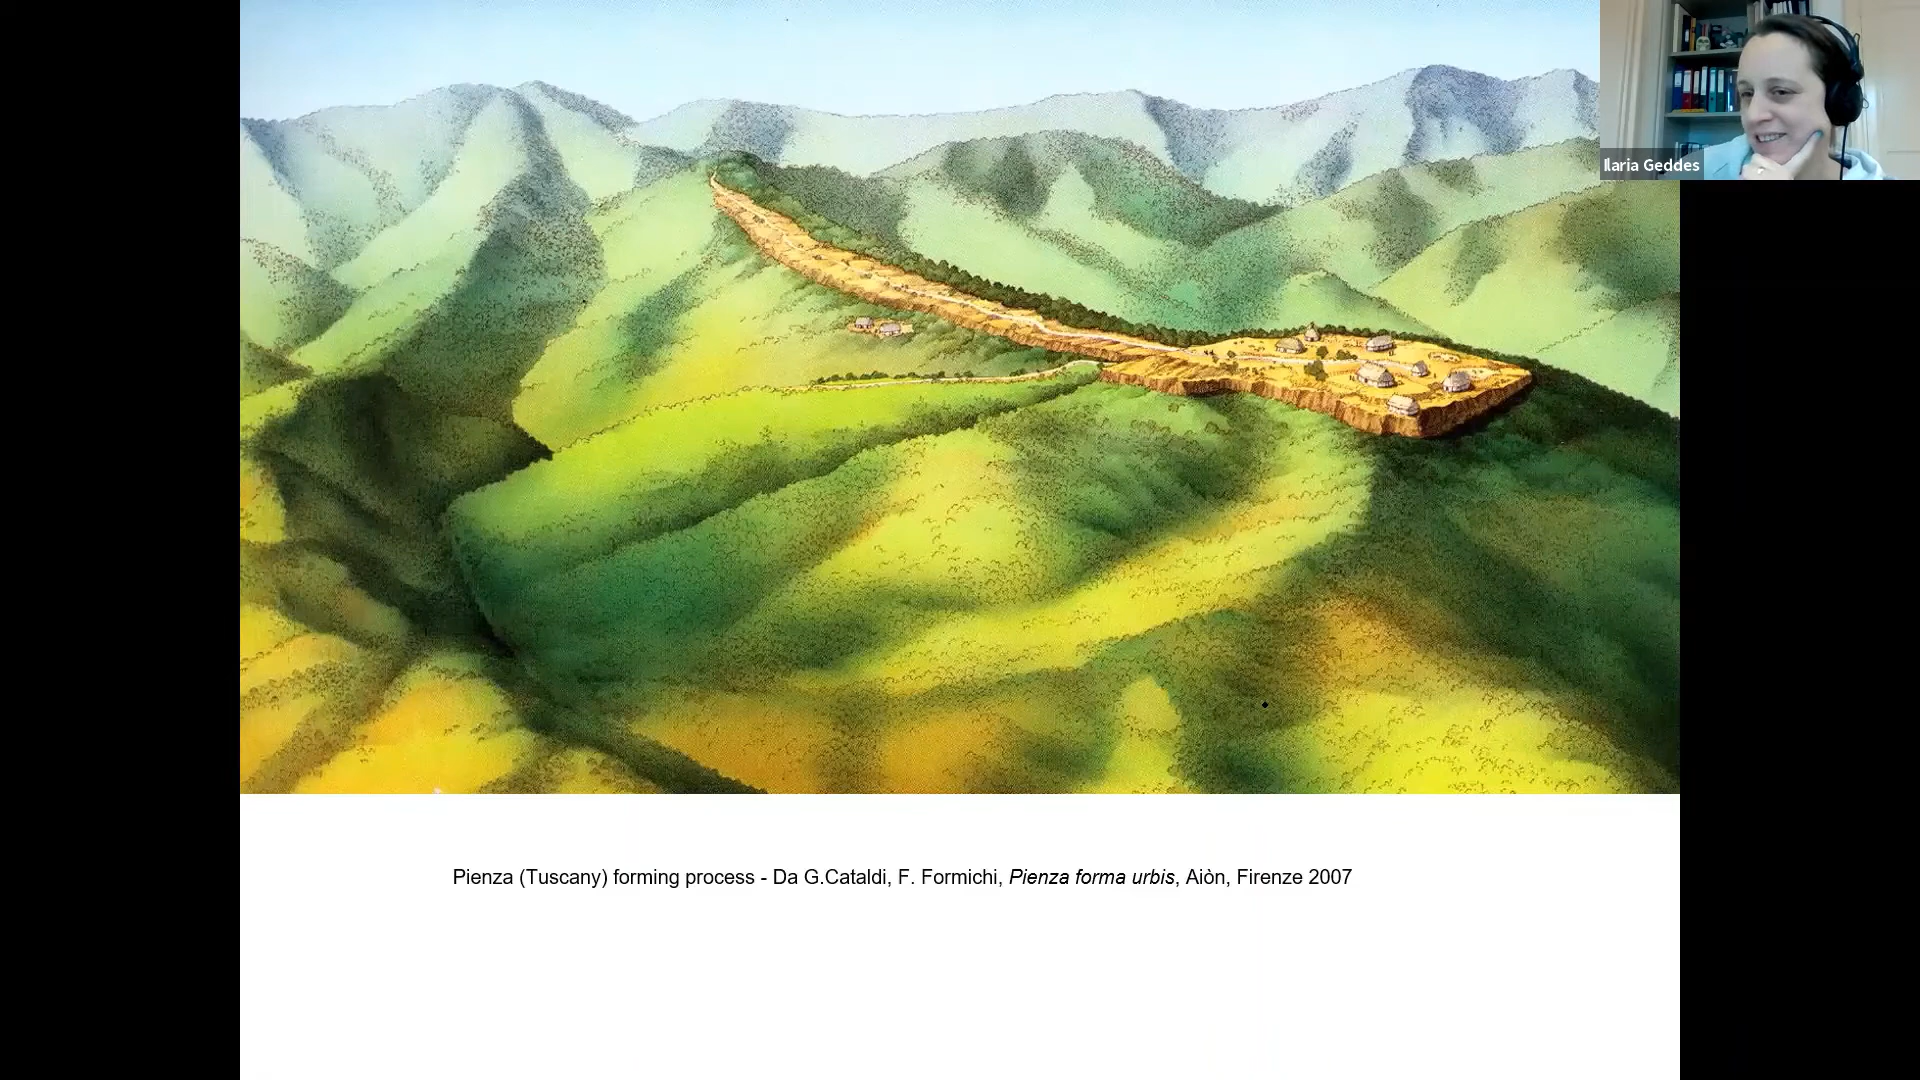 Ilaria Geddes
Pienza (Tuscany) forming process - Da G.Cataldi, F. Formichi, Pienza forma urbis, Aiòn, Firenze 2007